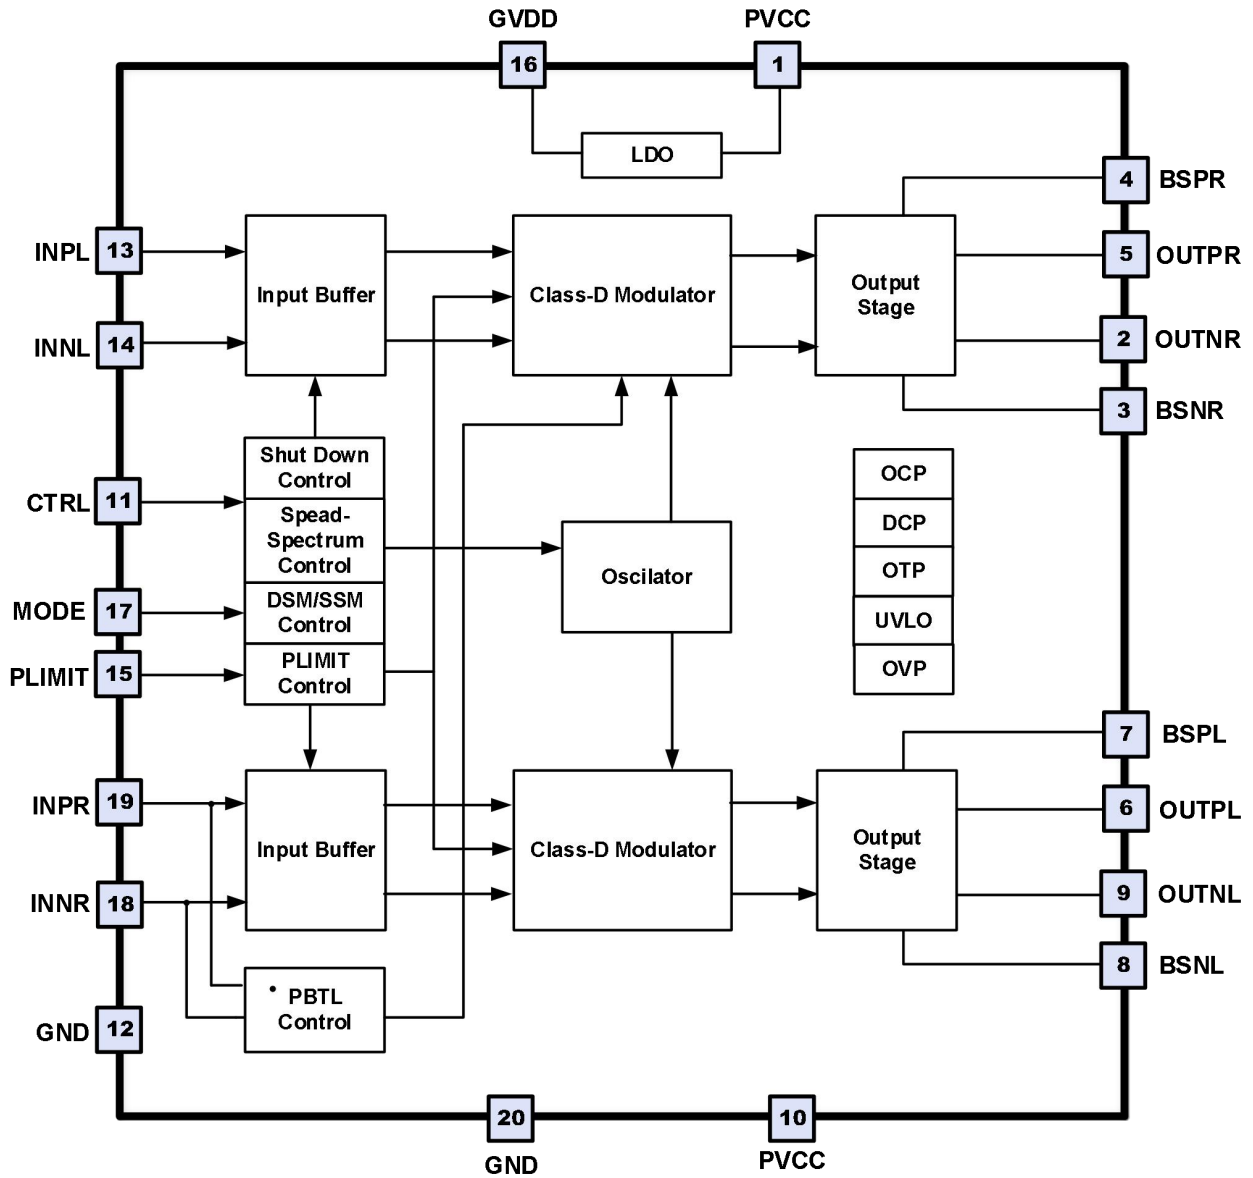 GVDD
PVCC
16
1
LDO
4
BSPR
INPL
13
5
OUTPR
Input Buffer
Class-D Modulator
Output
Stage
INNL
14
2
OUTNR
3
BSNR
Shut Down
Control
CTRL
11
Spead-
Spectrum
Control
OCP
DCP
OTP
UVLO
OVP
Oscilator
MODE
17
DSM/SSM
Control
PLIMIT
15
PLIMIT
Control
7
BSPL
INPR
19
6
OUTPL
Input Buffer
Class-D Modulator
Output
Stage
INNR
18
9
OUTNL
8
BSNL
PBTL
Control
GND
12
20
10
GND
PVCC